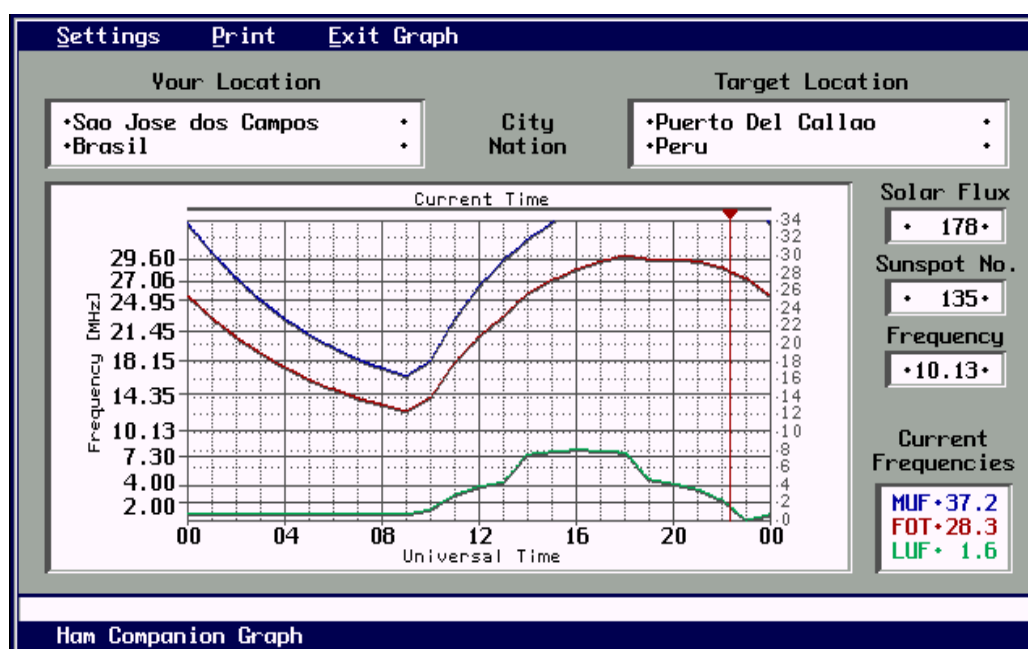 Settings Print Exit Graph
Your Location
Target Location
•Sao Jose dos Campos •
•Brasil •
City
Nation
•Puerto Del Callao •
•Peru •
Current Time
Solar Flux
• 178•
Sunspot No.
• 135•
Frequency
•10.13•
Current
Frequencies
MUF•37.2
FOT•28.3
LUF• 1.6
Frequency [MHz]
29.60
27.06
24.95
21.45
18.15
14.35
10.13
7.30
4.00
2.00
34
32
30
28
26
24
22
20
18
16
14
12
10
8
6
4
2
0
00 04 08 12 16 20 00
Universal Time
Ham Companion Graph